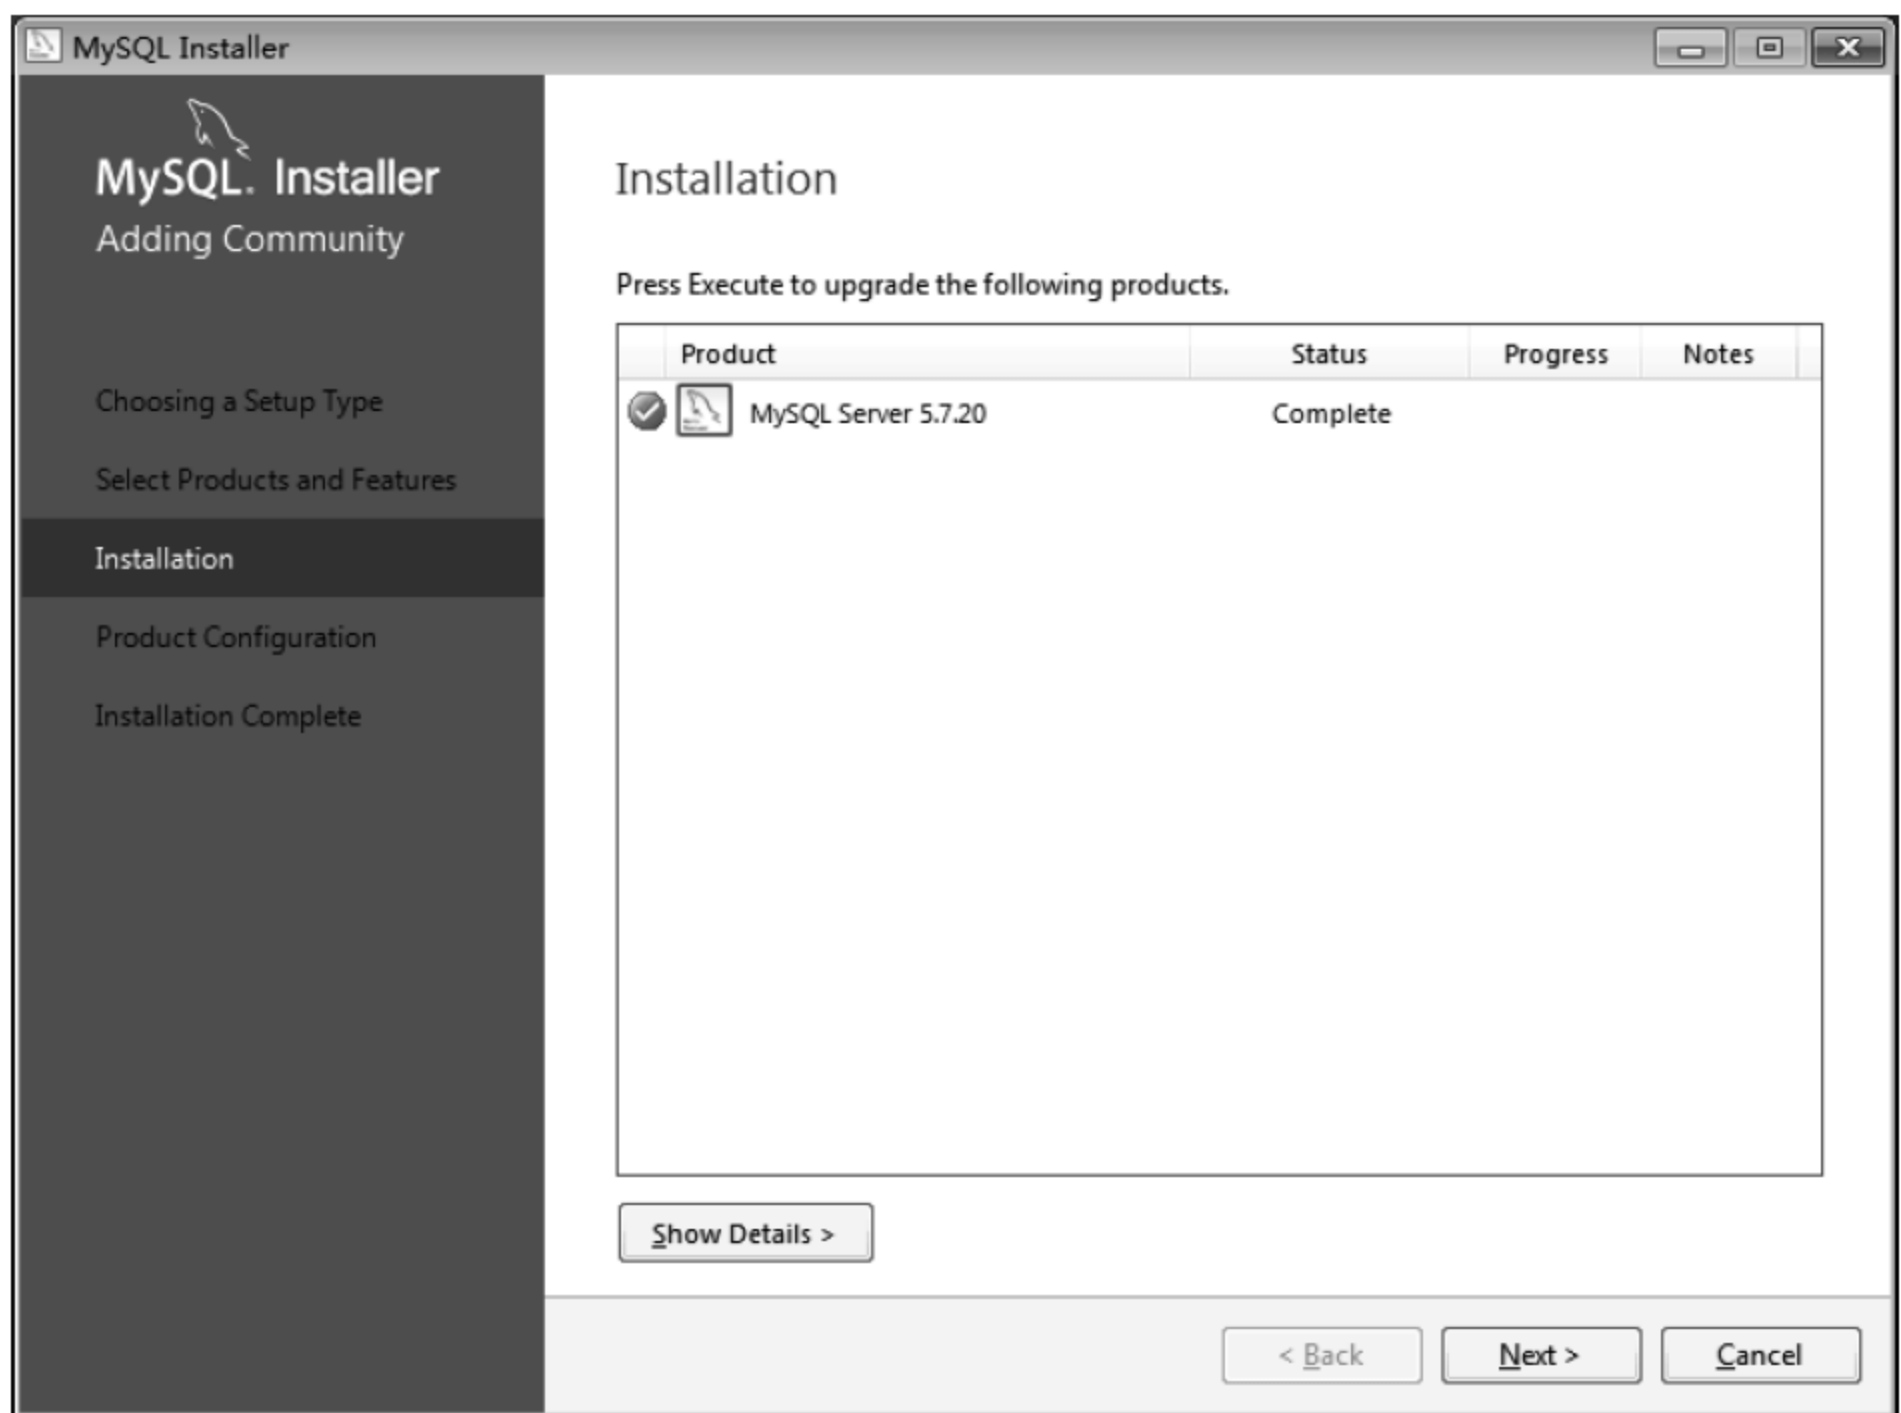 MySQL Installer
MySQL. Installer
Adding Community
Choosing a Setup Type
Select Products and Features
Installation
Product Configuration
Installation Complete
Installation
Press Execute to upgrade the following products.
Product Status Progress Notes
MySQL Server 5.7.20 Complete
Show Details >
< Back Next > Cancel